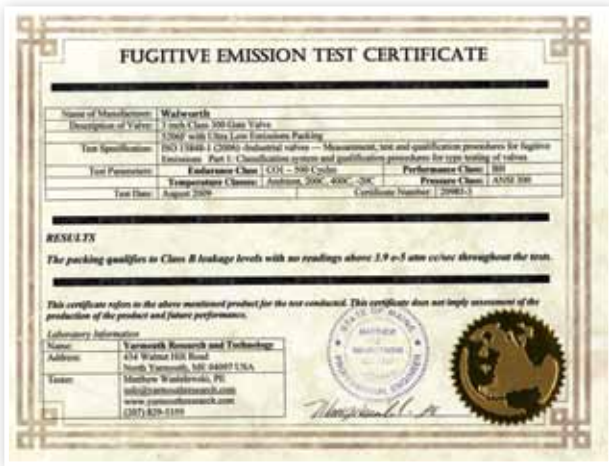 FUGITIVE EMISSION TEST CERTIFICATE
Name of Manufacturer: Walworth
Description of Valve: 3 inch Class 300 Gate Valve
5206F with Ultra Low Emissions Packing
Test Specification: ISO 15848-1 (2006) Industrial valves — Measurement, test and qualification procedures for fugitive
Emissions Part 1: Classification system and qualification procedures for type testing of valves
Test Parameters: Endurance Class: CO1 – 500 Cycles Performance Class: BH
Temperature Classes: Ambient, 200C, 400C, -20C Pressure Class: ANSI 300
Test Date: August 2009 Certificate Number: 20985-3
RESULTS
The packing qualifies to Class B leakage levels with no readings above 3.9 e-5 atm cc/sec throughout the tests.
This certificate refers to the above mentioned product for the test conducted. This certificate does not imply assessment of the
production of the product and future performance.
Laboratory Information
Name: Yarmouth Research and Technology
Address: 434 Walnut Hill Road
North Yarmouth, ME 04097 USA
Tester: Matthew Wasielewski, PE
info@yarmouthresearch.com
www.yarmouthresearch.com
(207) 829-5359
STATE OF MAINE
MATTHEW
PROFESSIONAL ENGINEER